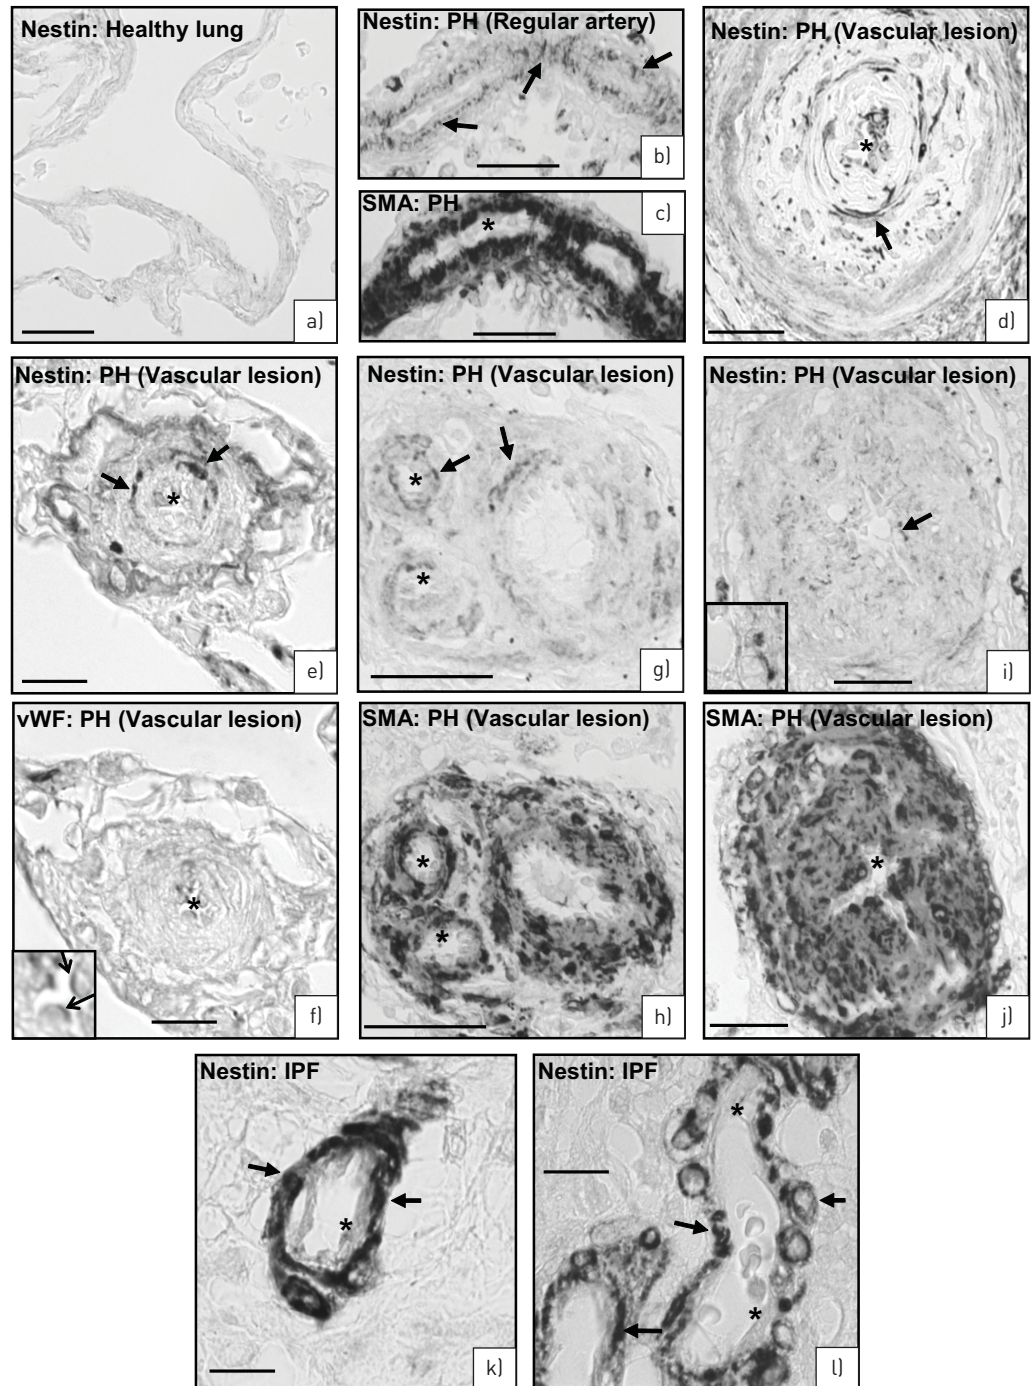 Nestin: Healthy lung
a)
Nestin: PH (Regular artery)
b)
SMA: PH
*
c)
Nestin: PH (Vascular lesion)
*
d)
Nestin: PH (Vascular lesion)
*
e)
Nestin: PH (Vascular lesion)
*
*
g)
Nestin: PH (Vascular lesion)
i)
vWF: PH (Vascular lesion)
*
f)
SMA: PH (Vascular lesion)
*
*
h)
SMA: PH (Vascular lesion)
*
j)
Nestin: IPF
*
k)
Nestin: IPF
*
*
l)